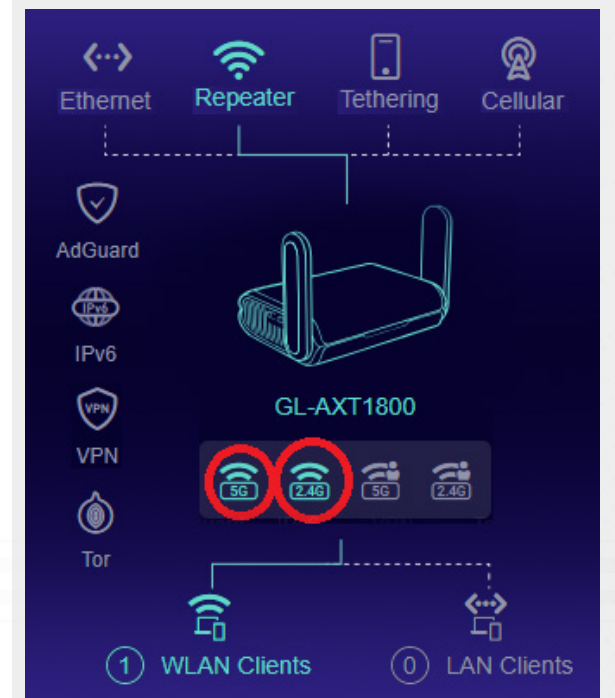 Ethernet Repeater Tethering Cellular
AdGuard
IPv6
IPv6
VPN
GL-AXT1800
VPN
5G 2.4G 5G 2.4G
Tor
1 WLAN Clients 0 LAN Clients